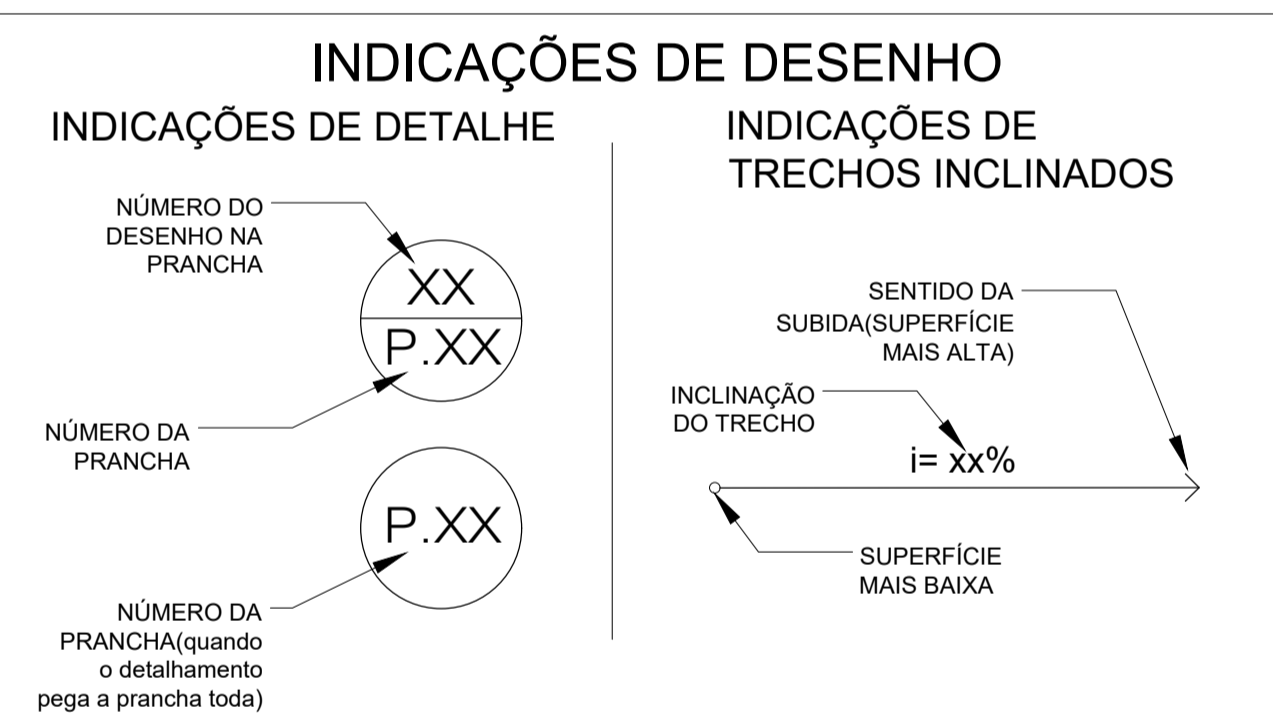 INDICAÇÕES DE DESENHO
INDICAÇÕES DE DETALHE
NÚMERO DO
DESENHO NA
PRANCHA
XX
P.XX
NÚMERO DA
PRANCHA
P.XX
NÚMERO DA
PRANCHA(quando
o detalhamento
pega a prancha toda)
INDICAÇÕES DE
TRECHOS INCLINADOS
SENTIDO DA
SUBIDA(SUPERFÍCIE
MAIS ALTA)
INCLINAÇÃO
DO TRECHO
i= xx%
SUPERFÍCIE
MAIS BAIXA